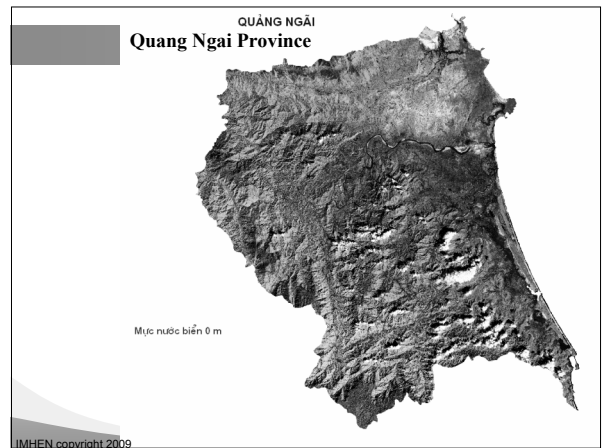 QUẢNG NGÃI
Quang Ngai Province
Mực nước biển 0 m
IMHEN copyright 2009